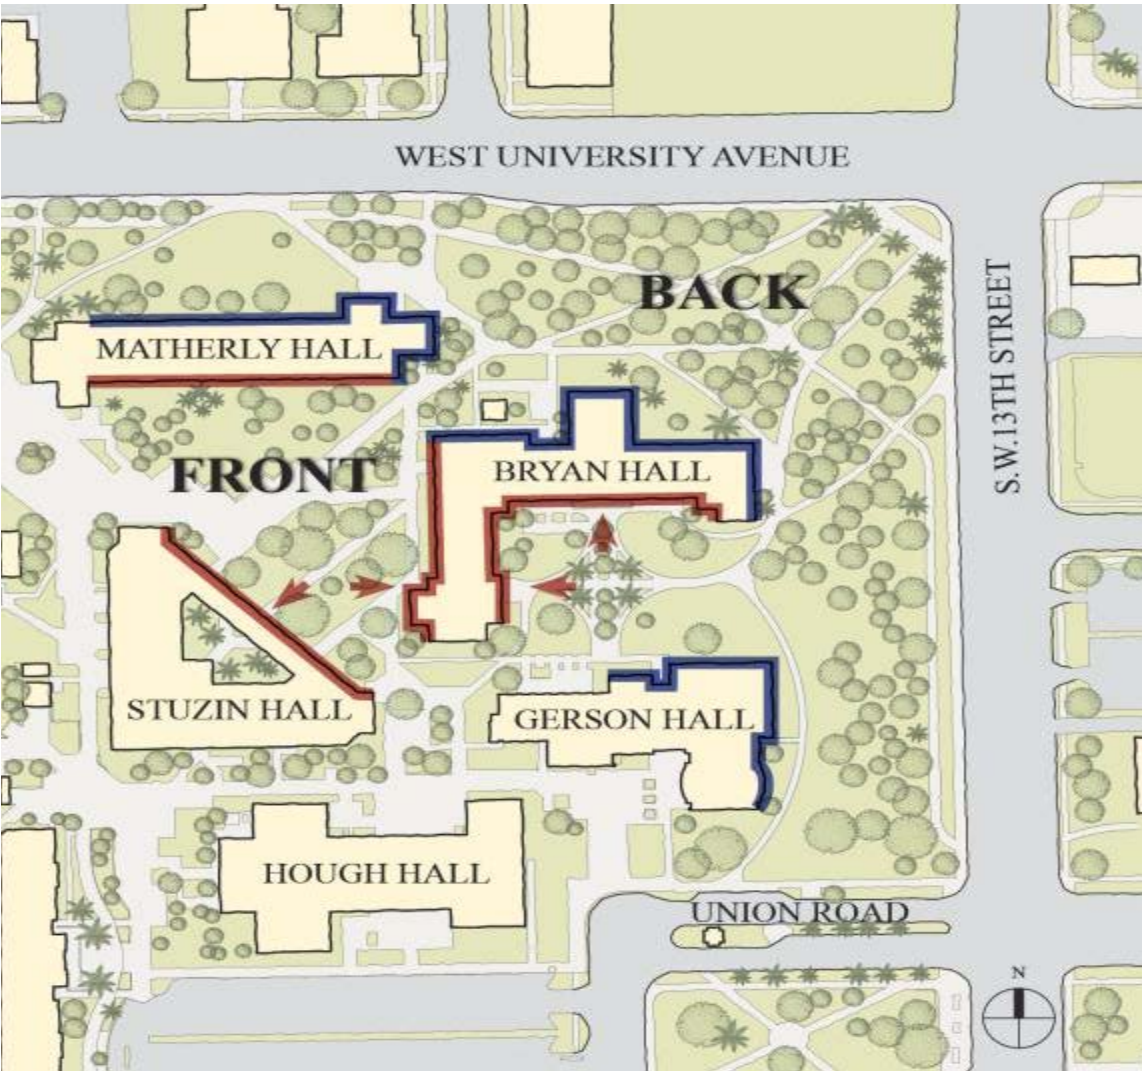 WEST UNIVERSITY AVENUE
BACK
S.W.13TH STREET
MATHERLY HALL
FRONT
BRYAN HALL
STUZIN HALL
GERSON HALL
HOUGH HALL
UNION ROAD
N